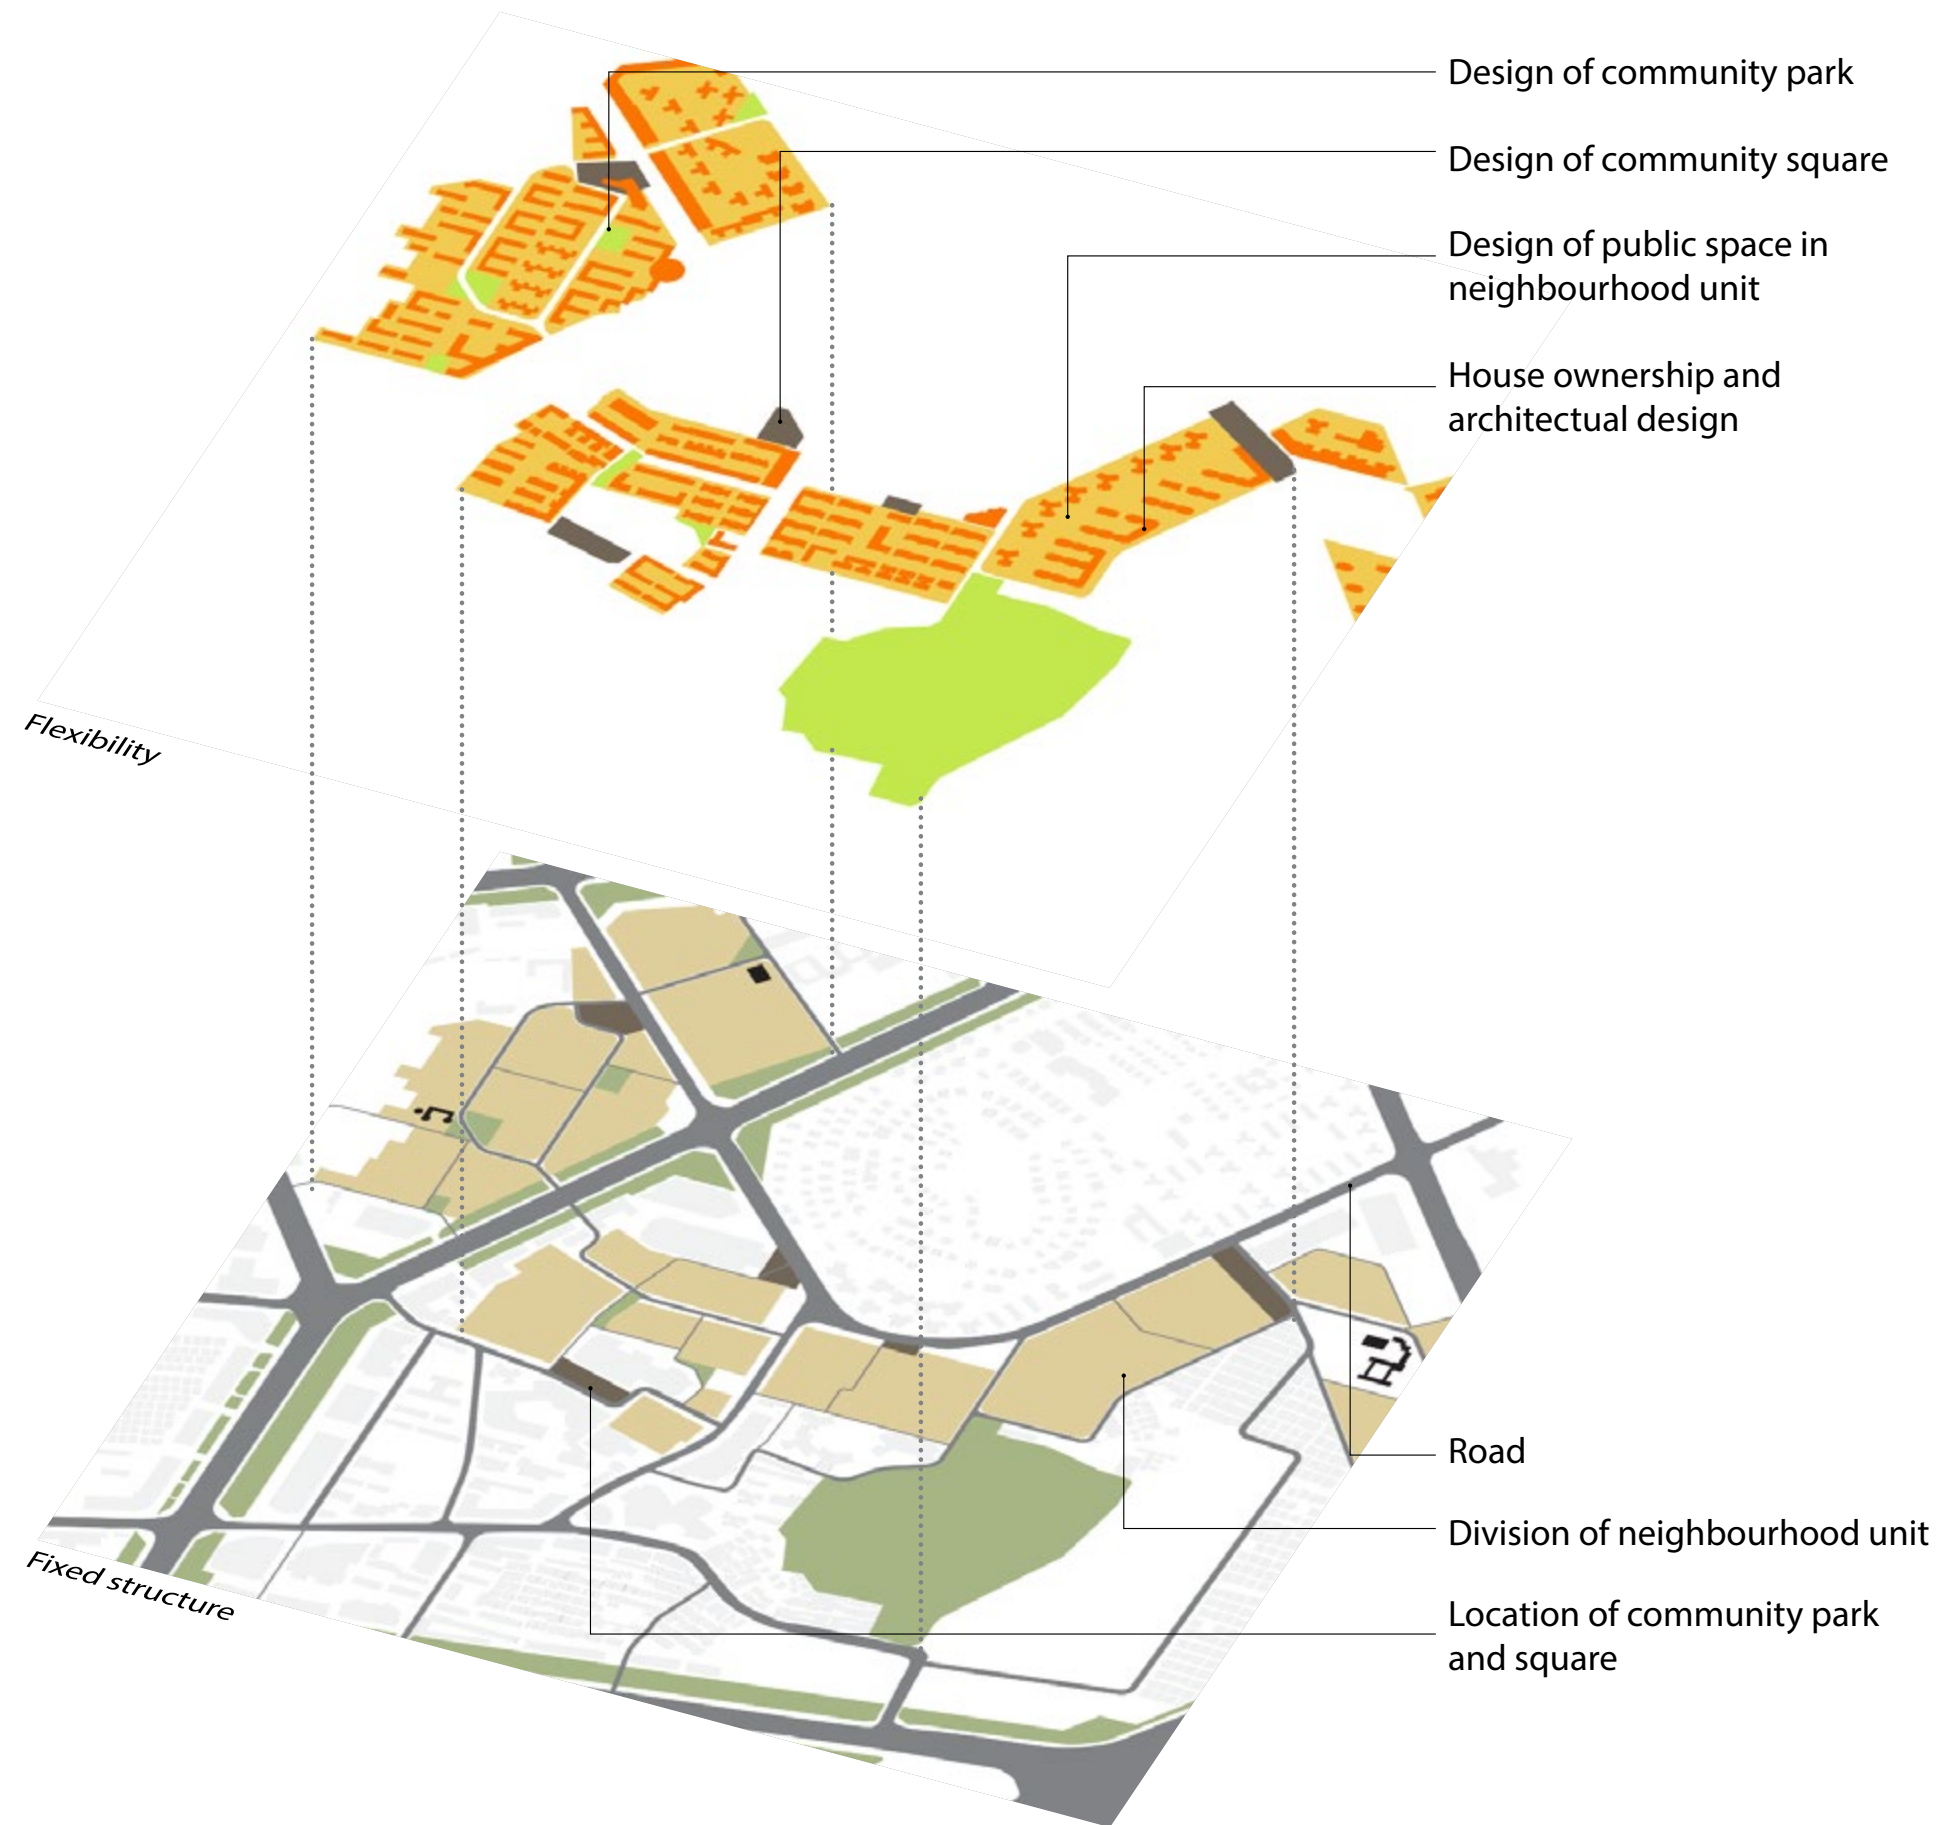 Design of community park
Design of community square
Design of public space in
neighbourhood unit
House ownership and
architectual design
Flexibility
Road
Division of neighbourhood unit
Fixed structure
Location of community park
and square